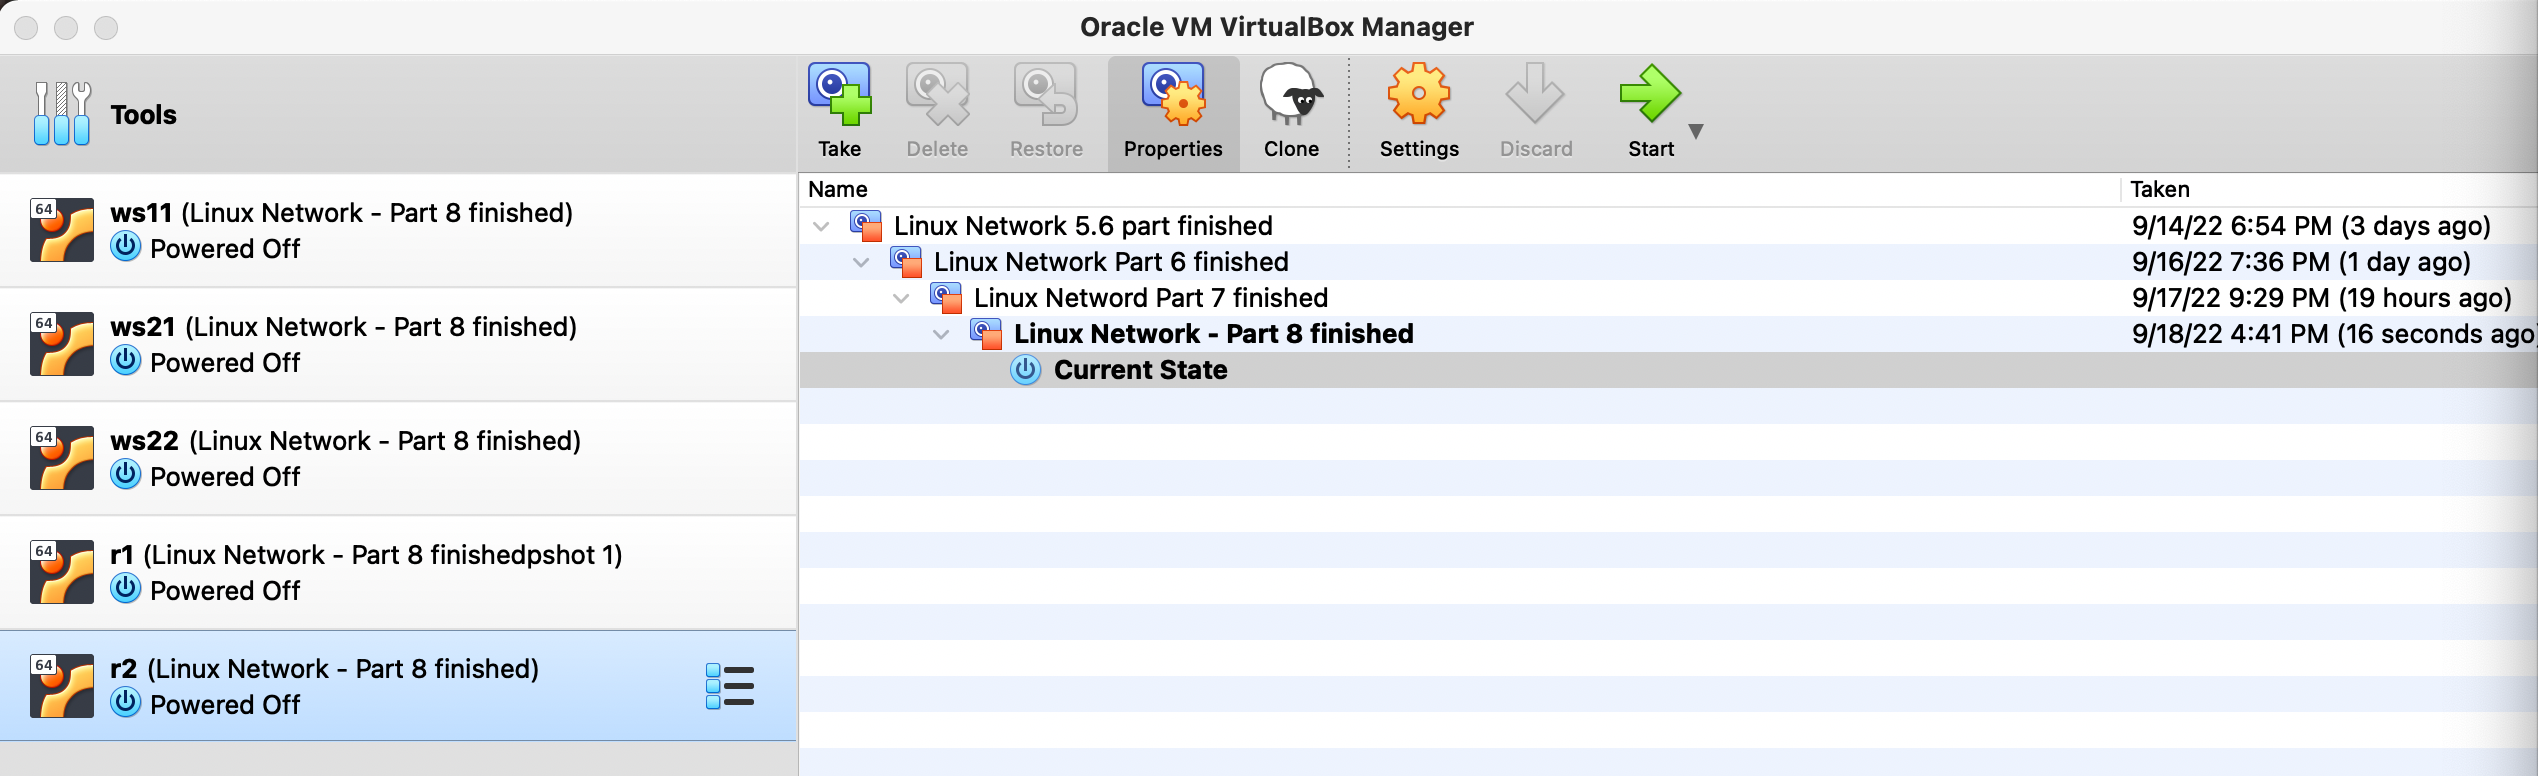 Oracle VM VirtualBox Manager
Tools
Take
Delete
Restore
Properties
Clone
Settings
Discard
Start
64
ws11 (Linux Network - Part 8 finished)
Powered Off
64
ws21 (Linux Network - Part 8 finished)
Powered Off
64
ws22 (Linux Network - Part 8 finished)
Powered Off
64
r1 (Linux Network - Part 8 finishedpshot 1)
Powered Off
64
r2 (Linux Network - Part 8 finished)
Powered Off
Name Taken
Linux Network 5.6 part finished 9/14/22 6:54 PM (3 days ago)
Linux Network Part 6 finished 9/16/22 7:36 PM (1 day ago)
Linux Netword Part 7 finished 9/17/22 9:29 PM (19 hours ago)
Linux Network - Part 8 finished 9/18/22 4:41 PM (16 seconds ago)
Current State